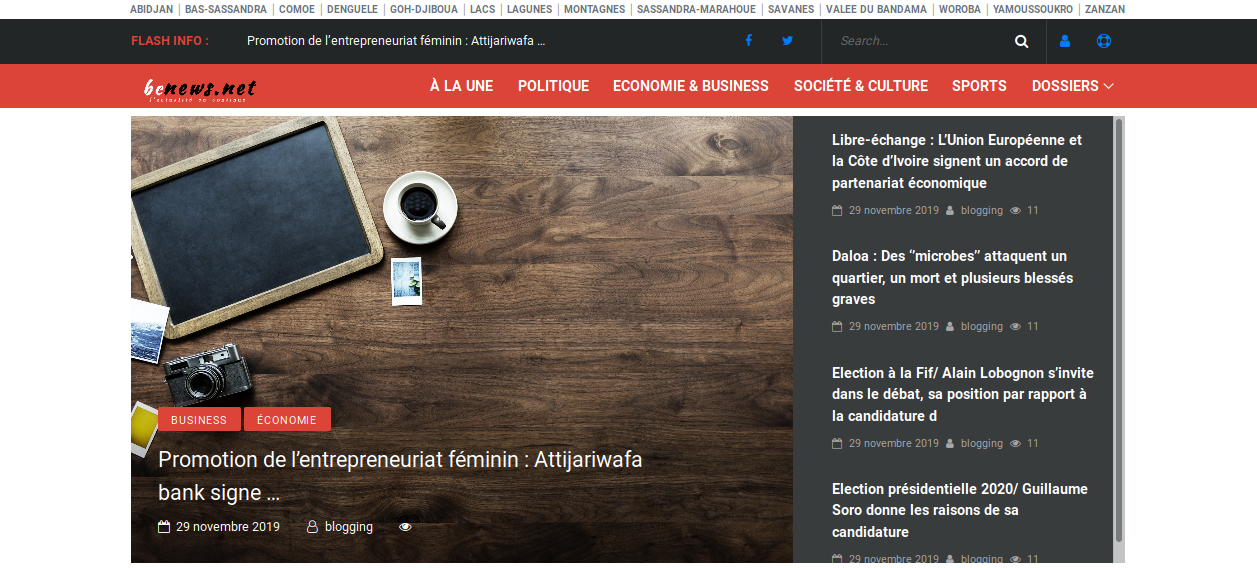 ABIDJAN | BAS-SASSANDRA | COMOE | DENGUELE | GOH-DJIBOUA | LACS | LAGUNES | MONTAGNES | SASSANDRA-MARAHOUE | SAVANES | VALEE DU BANDAMA | WOROBA | YAMOUSSOUKRO | ZANZAN
FLASH INFO : Promotion de l’entrepreneuriat féminin : Attijariwafa ... Search...
benews.net
l'actualité en continue
À LA UNE POLITIQUE ECONOMIE & BUSINESS SOCIÉTÉ & CULTURE SPORTS DOSSIERS
BUSINESS ÉCONOMIE
Promotion de l’entrepreneuriat féminin : Attijariwafa
bank signe ...
29 novembre 2019 blogging
Libre-échange : L’Union Européenne et
la Côte d’Ivoire signent un accord de
partenariat économique
29 novembre 2019 blogging 11
Daloa : Des ‘‘microbes’’ attaquent un
quartier, un mort et plusieurs blessés
graves
29 novembre 2019 blogging 11
Election à la Fif/ Alain Lobognon s’invite
dans le débat, sa position par rapport à
la candidature d
29 novembre 2019 blogging 11
Election présidentielle 2020/ Guillaume
Soro donne les raisons de sa
candidature
29 novembre 2019 blogging 11